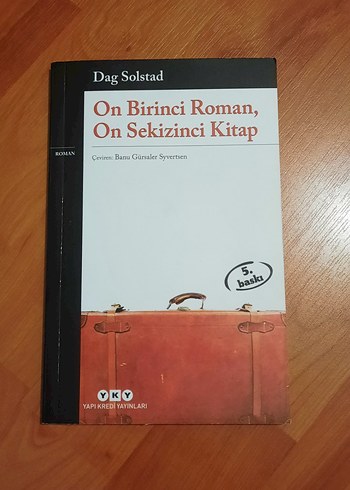 Dag Solstad
On Birinci Roman,
On Sekizinci Kitap
ROMAN
Çeviren: Banu Gürsaler Syvertsen
5.
baskı
YKY
YAPI KREDİ YAYINLARI